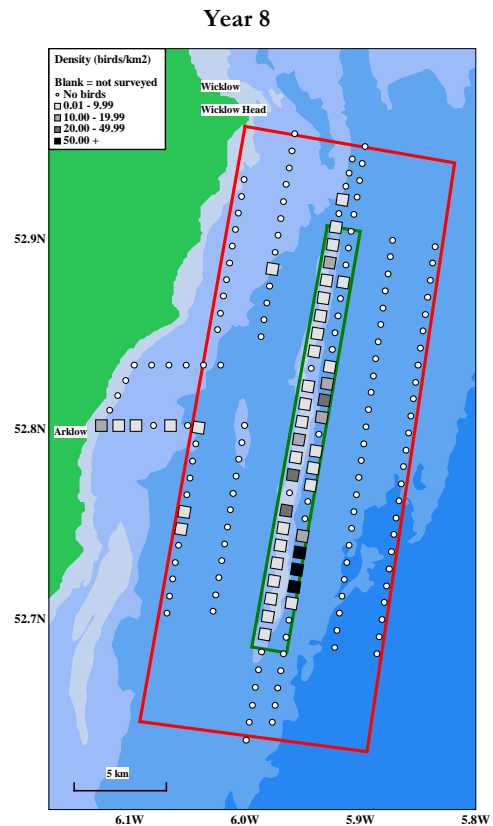 Year 8
Density (birds/km2)
Blank = not surveyed
No birds
0.01 - 9.99
10.00 - 19.99
20.00 - 49.99
50.00 +
Wicklow
Wicklow Head
52.9N
52.8N
Arklow
52.7N
5 km
6.1W 6.0W 5.9W 5.8W